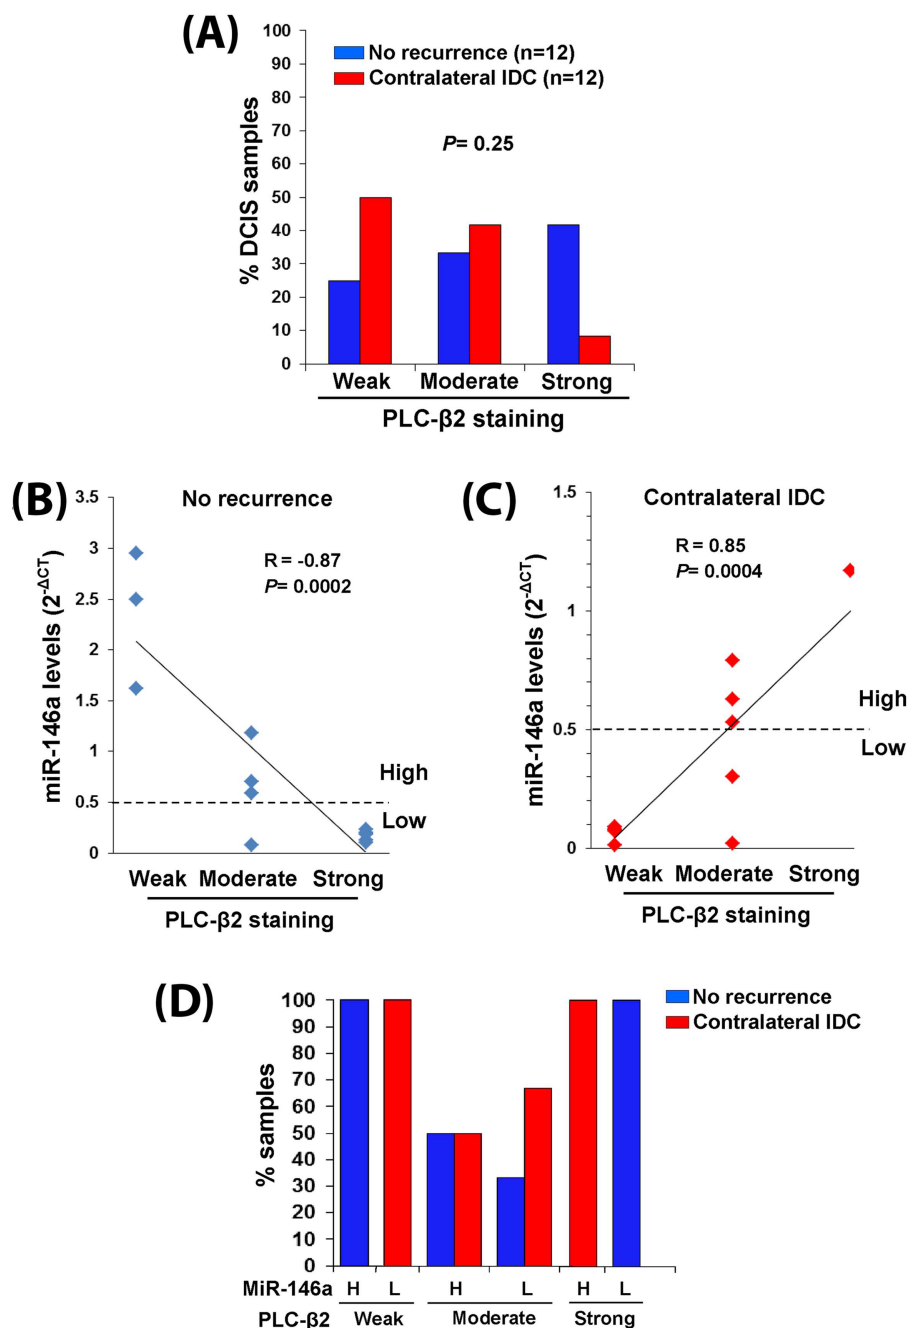 (A)
100
90
80
70
60
50
40
30
20
10
0
% DCIS samples
No recurrence (n=12)
Contralateral IDC (n=12)
P= 0.25
Weak Moderate Strong
PLC-β2 staining
(B)
No recurrence
3.5
3
2.5
2
1.5
1
0.5
0
miR-146a levels (2-ΔCT)
R = -0.87
P= 0.0002
High
Low
Weak Moderate Strong
PLC-β2 staining
(C)
Contralateral IDC
1.5
1
0.5
0
miR-146a levels (2-ΔCT)
R = 0.85
P= 0.0004
High
Low
Weak Moderate Strong
PLC-β2 staining
(D)
100
90
80
70
60
50
40
30
20
10
0
% samples
No recurrence
Contralateral IDC
MiR-146a H L H L H L
PLC-β2 Weak Moderate Strong